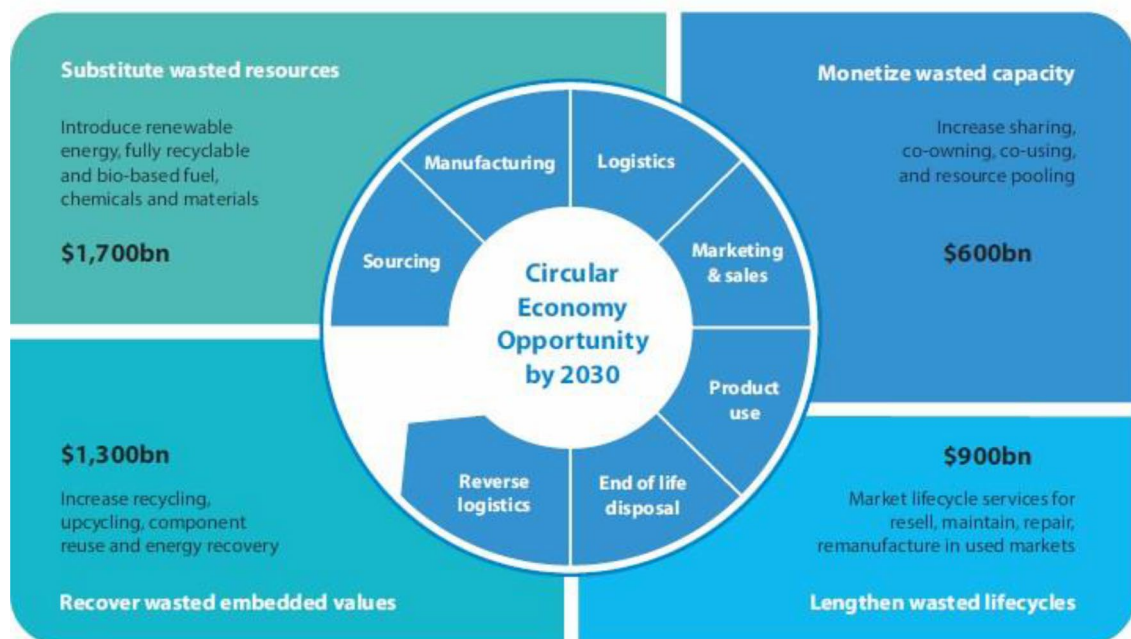 Substitute wasted resources
Introduce renewable
energy, fully recyclable
and bio-based fuel,
chemicals and materials
$1,700bn
Monetize wasted capacity
Increase sharing,
co-owning, co-using,
and resource pooling
$600bn
Manufacturing
Logistics
Sourcing
Marketing
& sales
Circular
Economy
Opportunity
by 2030
Product
use
Reverse
logistics
End of life
disposal
$1,300bn
Increase recycling,
upcycling, component
reuse and energy recovery
Recover wasted embedded values
$900bn
Market lifecycle services for
resell, maintain, repair,
remanufacture in used markets
Lengthen wasted lifecycles